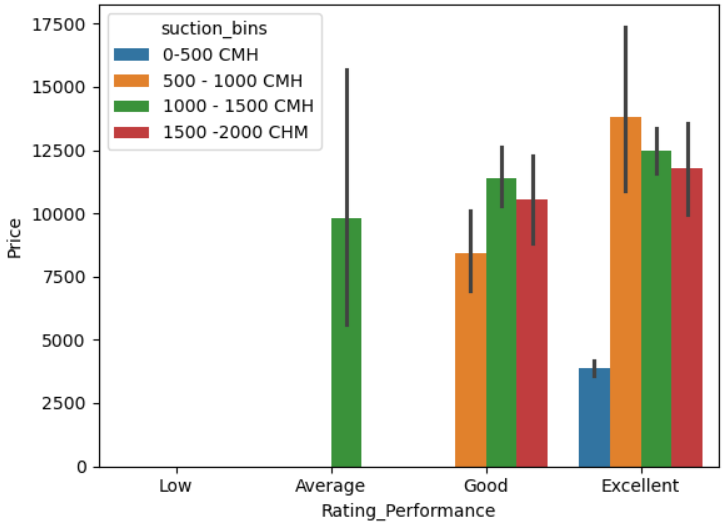 17500
15000
12500
10000
7500
5000
2500
0
Price
suction_bins
0-500 CMH
500 - 1000 CMH
1000 - 1500 CMH
1500 -2000 CHM
Low Average Good Excellent
Rating_Performance